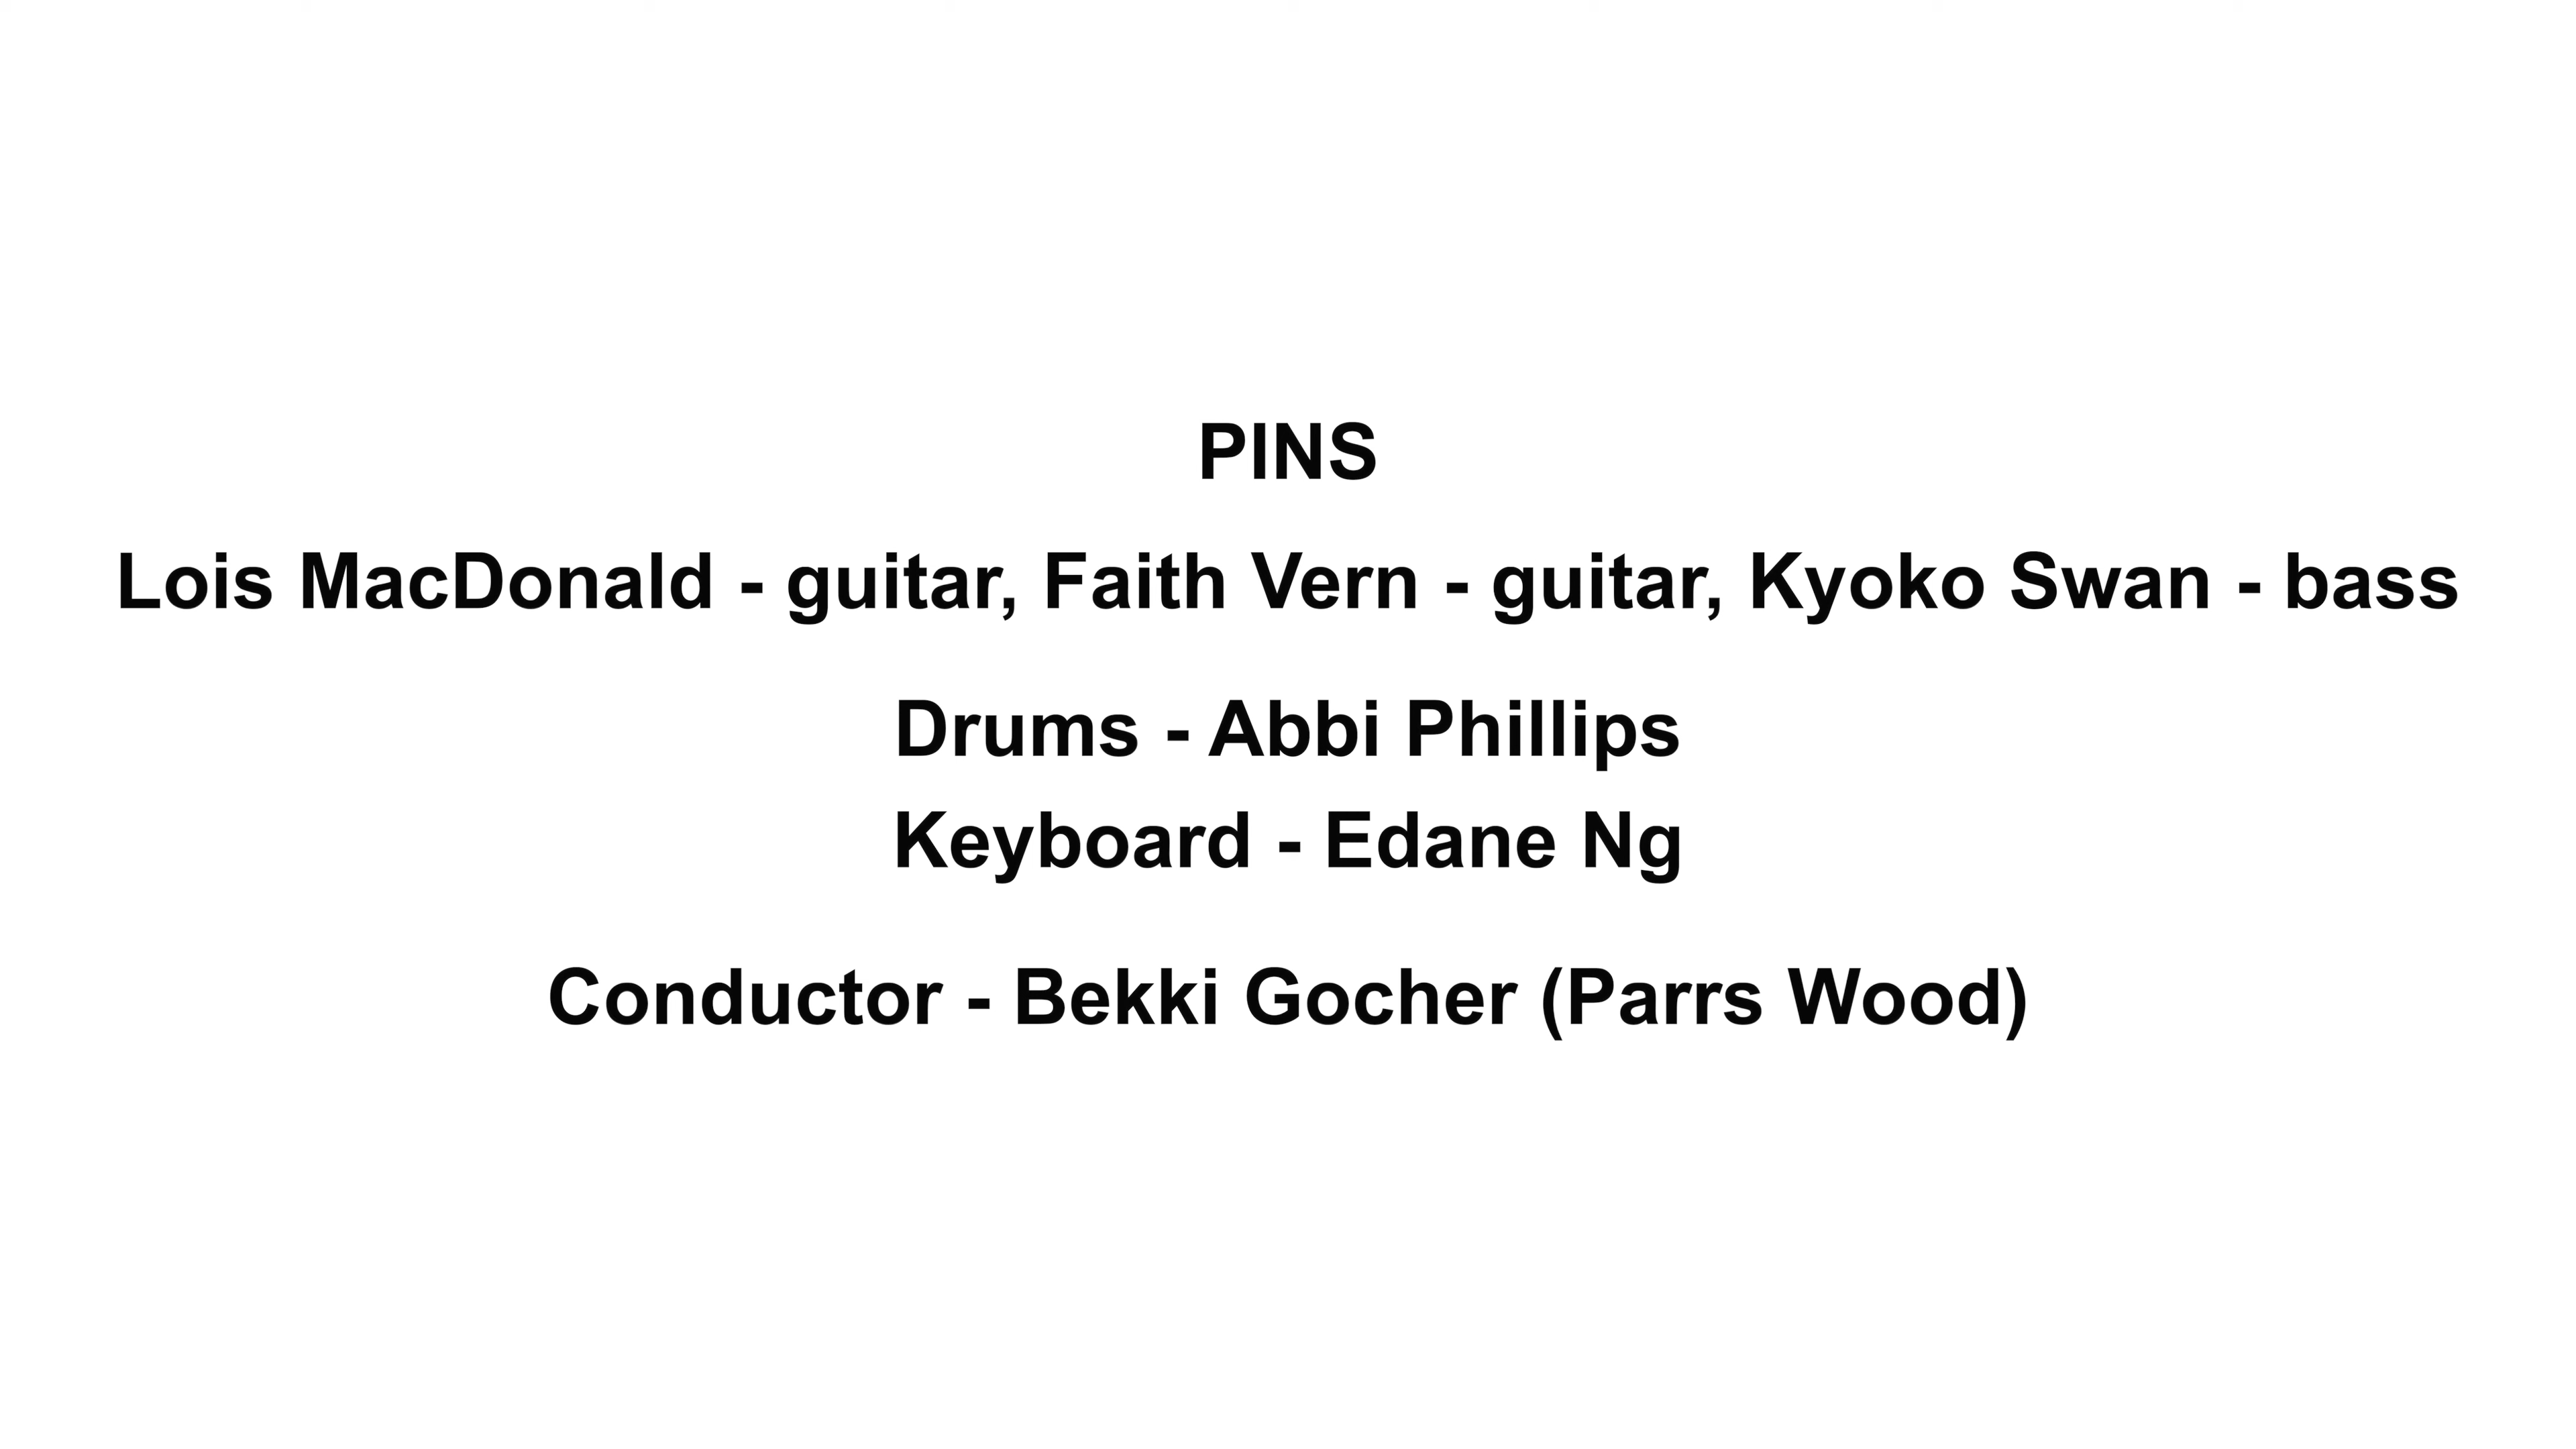 PINS
Lois MacDonald - guitar, Faith Vern - guitar, Kyoko Swan - bass
Drums - Abbi Phillips
Keyboard - Edane Ng
Conductor - Bekki Gocher (Parrs Wood)